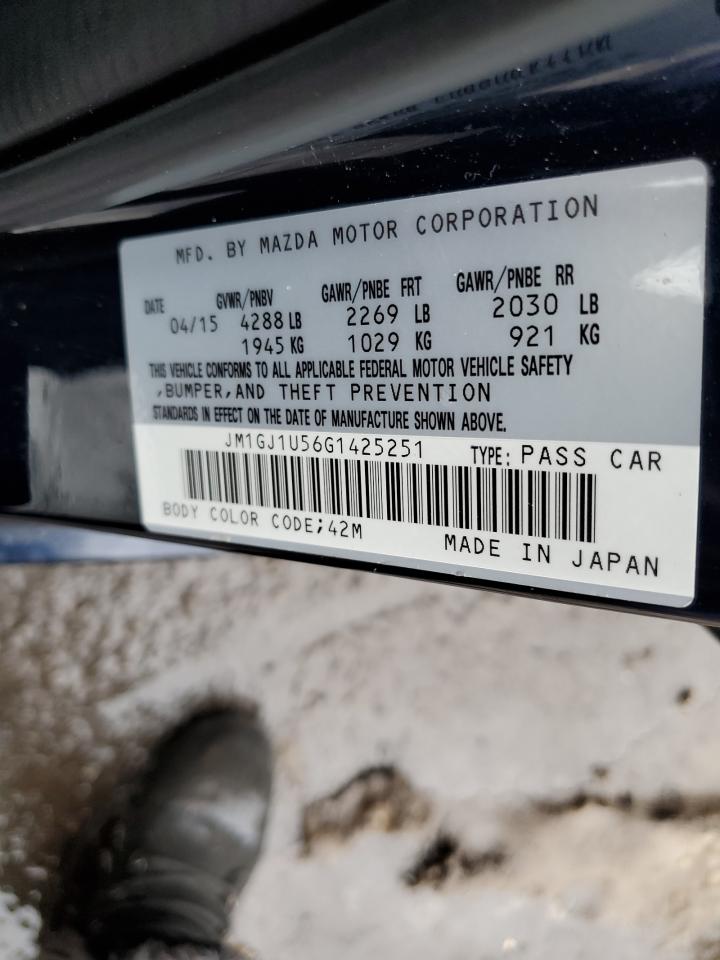 MFD. BY MAZDA MOTOR CORPORATION
DATE GVWR/PNBV GAWR/PNBE FRT GAWR/PNBE RR
04/15 4288 LB 2269 LB 2030 LB
1945 KG 1029 KG 921 KG
THIS VEHICLE CONFORMS TO ALL APPLICABLE FEDERAL MOTOR VEHICLE SAFETY
,BUMPER,AND THEFT PREVENTION
STANDARDS IN EFFECT ON THE DATE OF MANUFACTURE SHOWN ABOVE.
JM1GJ1U56G1425251 TYPE: PASS CAR
BODY COLOR CODE;42M
MADE IN JAPAN